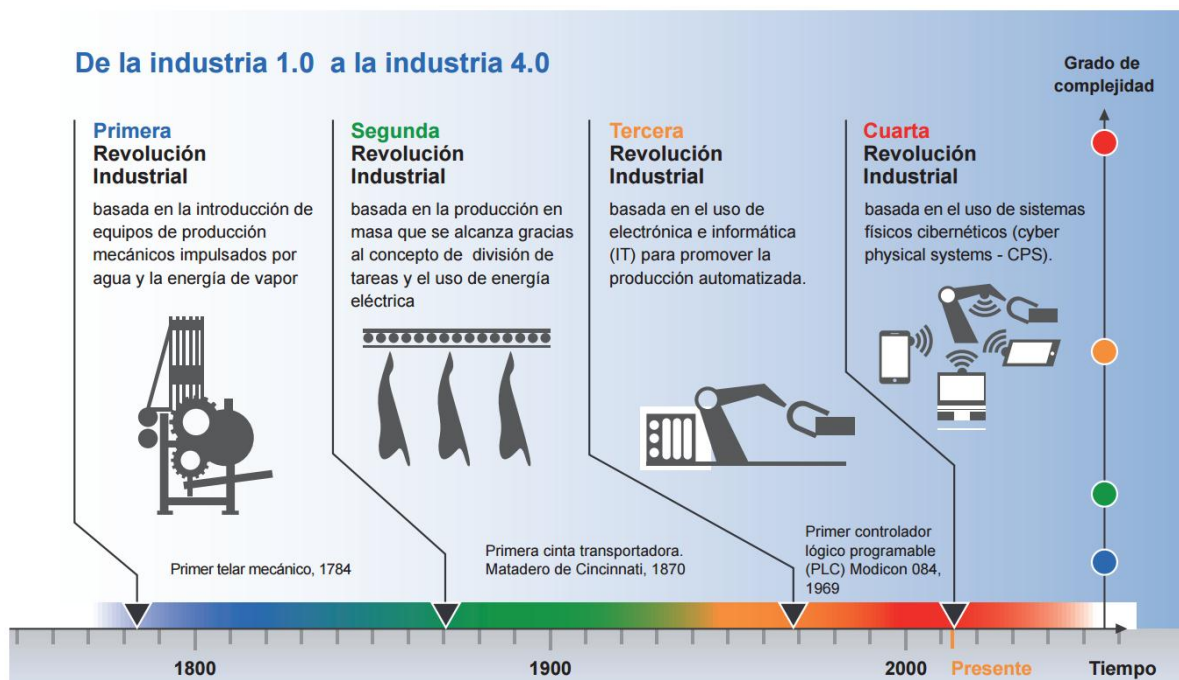 De la industria 1.0 a la industria 4.0
Grado de
complejidad
Primera
Revolución
Industrial
basada en la introducción de
equipos de producción
mecánicos impulsados por
agua y la energía de vapor
Segunda
Revolución
Industrial
basada en la producción en
masa que se alcanza gracias
al concepto de división de
tareas y el uso de energía
eléctrica
Tercera
Revolución
Industrial
basada en el uso de
electrónica e informática
(IT) para promover la
producción automatizada.
Cuarta
Revolución
Industrial
basada en el uso de sistemas
físicos cibernéticos (cyber
physical systems - CPS).
Primer telar mecánico, 1784
Primera cinta transportadora.
Matadero de Cincinnati, 1870
Primer controlador
lógico programable
(PLC) Modicon 084,
1969
1800
1900
2000
Presente
Tiempo